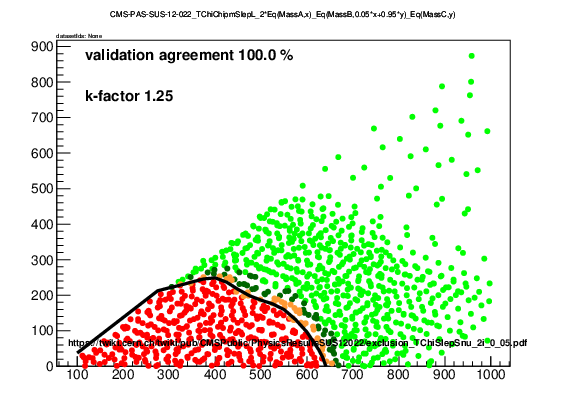 CMS-PAS-SUS-12-022_TChiChipmSlepL_2*Eq(MassA,x)_Eq(MassB,0.05*x+0.95*y)_Eq(MassC,y)
datasetIds: None
900
validation agreement 100.0 %
800
k-factor 1.25
700
600
500
400
300
200
100
https://twiki.cern.ch/twiki/pub/CMSPublic/PhysicsResultsSUS12022/exclusion_TChiSlepSnu_2i_0_05.pdf
0
100 200 300 400 500 600 700 800 900 1000